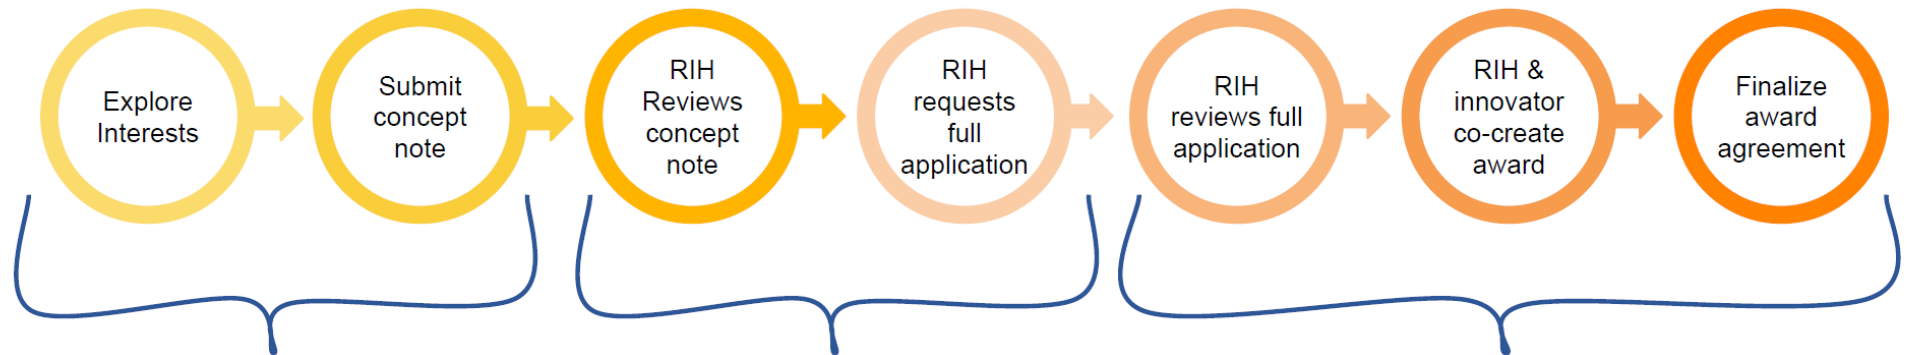 Explore
Interests
Submit
concept
note
RIH
Reviews
concept
note
RIH
requests
full
application
RIH
reviews full
application
RIH &
innovator
co-create
award
Finalize
award
agreement